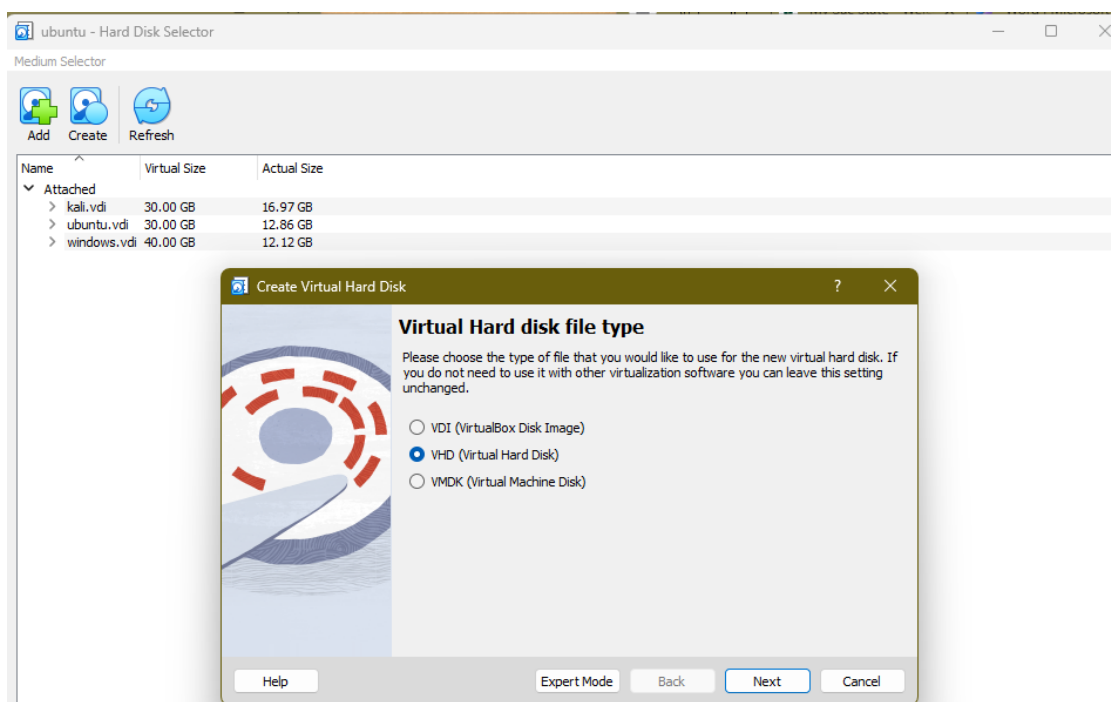 ubuntu - Hard Disk Selector
Medium Selector
Add Create Refresh
Name Virtual Size Actual Size
Attached
kali.vdi 30.00 GB 16.97 GB
ubuntu.vdi 30.00 GB 12.86 GB
windows.vdi 40.00 GB 12.12 GB
Create Virtual Hard Disk ?
Virtual Hard disk file type
Please choose the type of file that you would like to use for the new virtual hard disk. If
you do not need to use it with other virtualization software you can leave this setting
unchanged.
VDI (VirtualBox Disk Image)
VHD (Virtual Hard Disk)
VMDK (Virtual Machine Disk)
Help Expert Mode Back Next Cancel